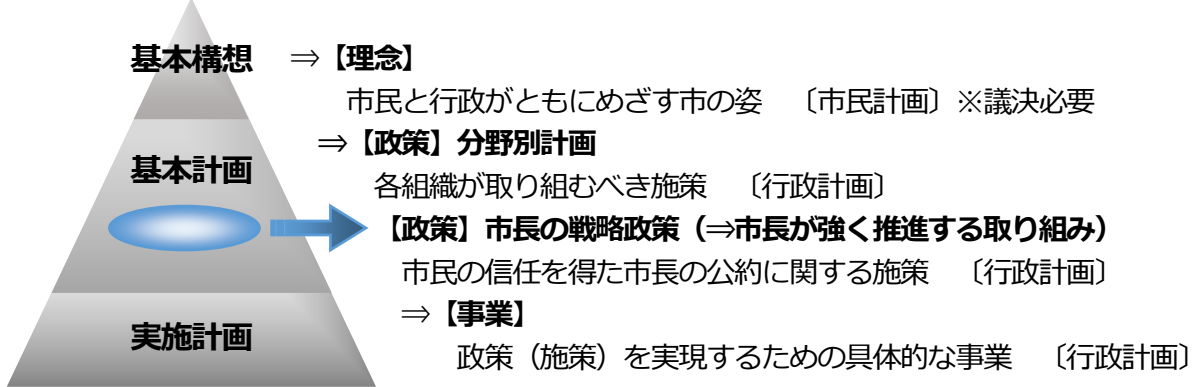 基本構想 ⇒【理念】
市民と行政がともにめざす市の姿 〔市民計画〕※議決必要
⇒【政策】分野別計画
基本計画
各組織が取り組むべき施策 〔行政計画〕
【政策】市長の戦略政策（⇒市長が強く推進する取り組み）
市民の信任を得た市長の公約に関する施策 〔行政計画〕
⇒【事業】
実施計画
政策（施策）を実現するための具体的な事業 〔行政計画〕